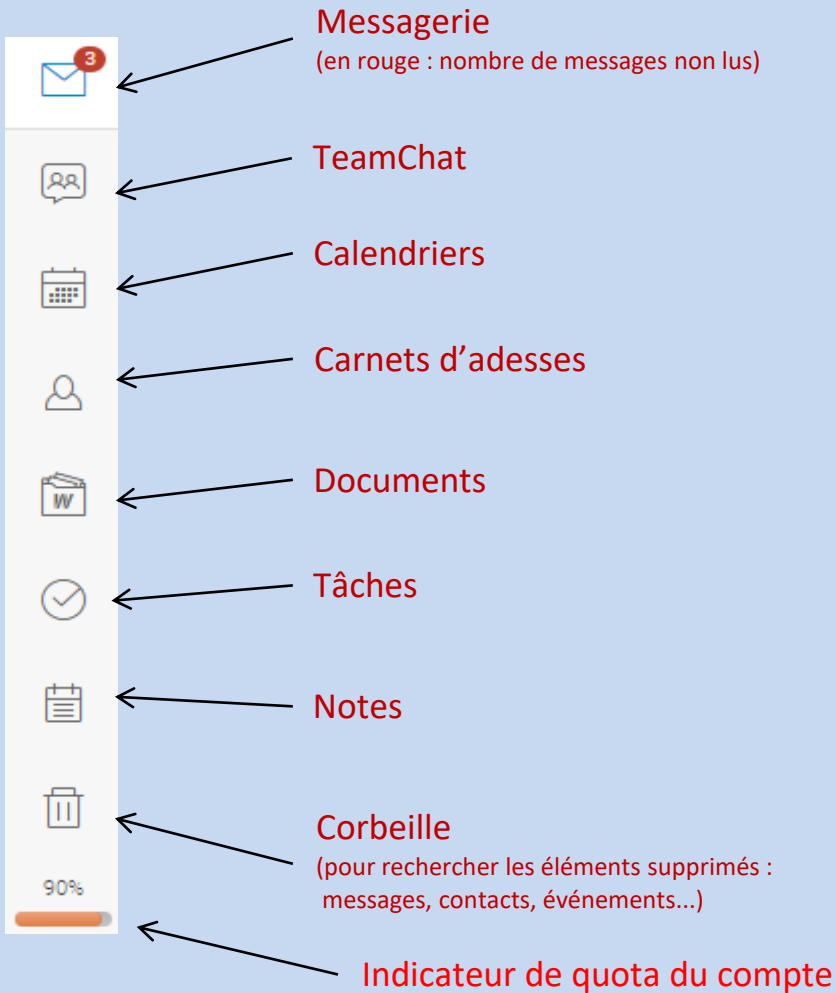 Messagerie
3
(en rouge : nombre de messages non lus)
TeamChat
Calendriers
Carnets d’adesses
W
Documents
Tâches
Notes
Corbeille
(pour rechercher les éléments supprimés :
messages, contacts, événements...)
90%
Indicateur de quota du compte